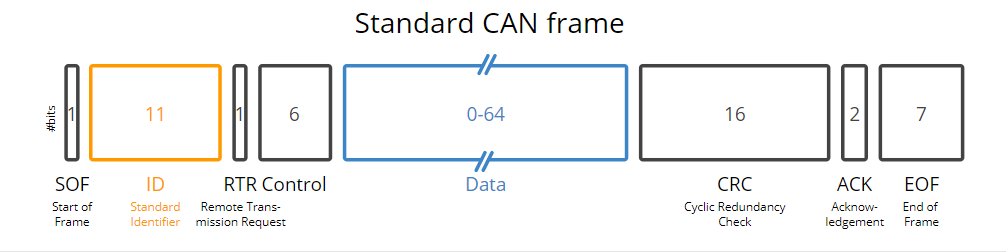 Standard CAN frame
#bits
1 11 1 6 0-64 16 2 7
SOF ID RTR Control Data CRC ACK EOF
Start of Standard Remote Trans- Cyclic Redundancy Acknow- End of
Frame Identifier mission Request Check ledgement Frame